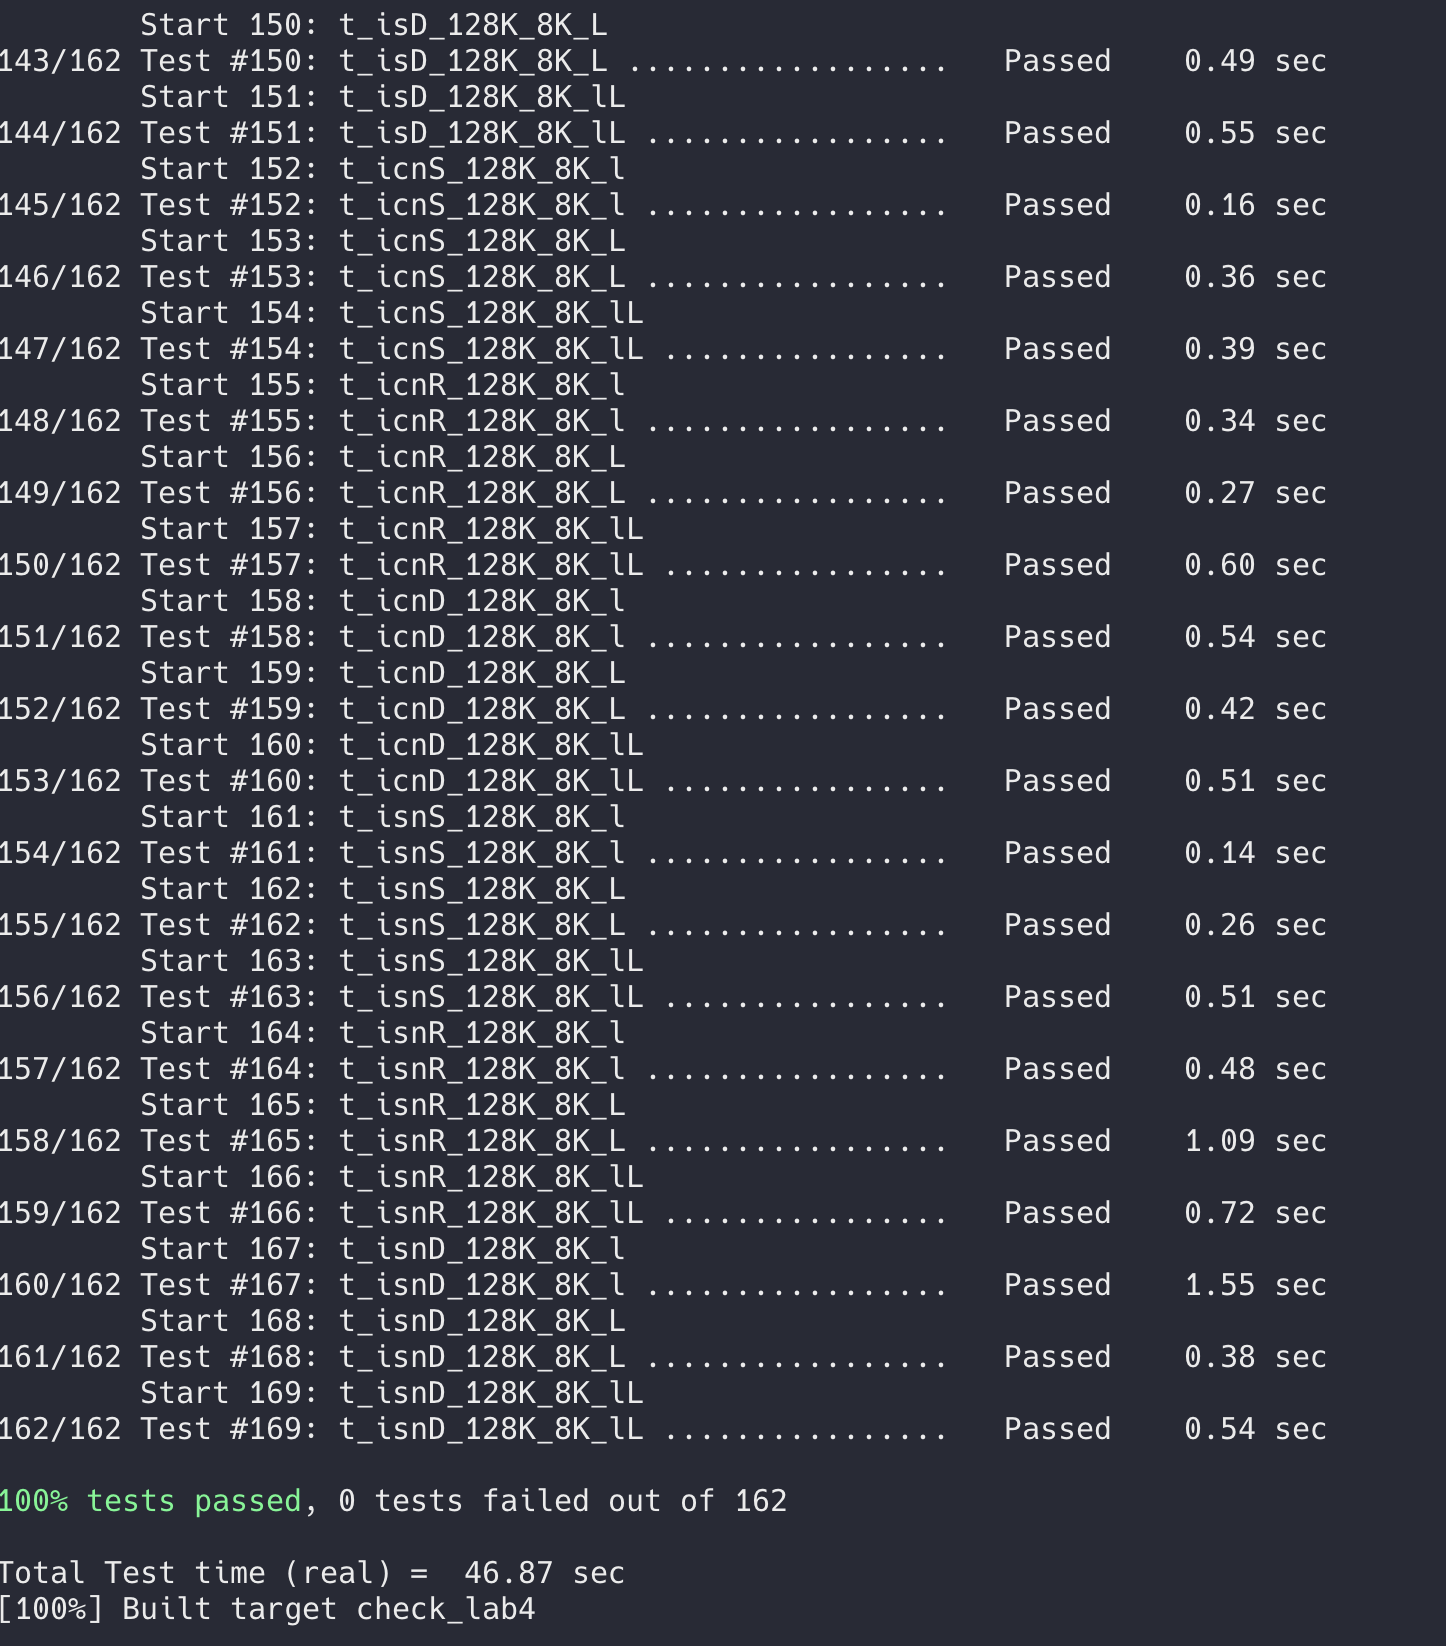 Start 150: t_isD_128K_8K_L
143/162 Test #150: t_isD_128K_8K_L ..................   Passed    0.49 sec
Start 151: t_isD_128K_8K_lL
144/162 Test #151: t_isD_128K_8K_lL .................   Passed    0.55 sec
Start 152: t_icnS_128K_8K_l
145/162 Test #152: t_icnS_128K_8K_l .................   Passed    0.16 sec
Start 153: t_icnS_128K_8K_L
146/162 Test #153: t_icnS_128K_8K_L .................   Passed    0.36 sec
Start 154: t_icnS_128K_8K_lL
147/162 Test #154: t_icnS_128K_8K_lL ................   Passed    0.39 sec
Start 155: t_icnR_128K_8K_l
148/162 Test #155: t_icnR_128K_8K_l .................   Passed    0.34 sec
Start 156: t_icnR_128K_8K_L
149/162 Test #156: t_icnR_128K_8K_L .................   Passed    0.27 sec
Start 157: t_icnR_128K_8K_lL
150/162 Test #157: t_icnR_128K_8K_lL ................   Passed    0.60 sec
Start 158: t_icnD_128K_8K_l
151/162 Test #158: t_icnD_128K_8K_l .................   Passed    0.54 sec
Start 159: t_icnD_128K_8K_L
152/162 Test #159: t_icnD_128K_8K_L .................   Passed    0.42 sec
Start 160: t_icnD_128K_8K_lL
153/162 Test #160: t_icnD_128K_8K_lL ................   Passed    0.51 sec
Start 161: t_isnS_128K_8K_l
154/162 Test #161: t_isnS_128K_8K_l .................   Passed    0.14 sec
Start 162: t_isnS_128K_8K_L
155/162 Test #162: t_isnS_128K_8K_L .................   Passed    0.26 sec
Start 163: t_isnS_128K_8K_lL
156/162 Test #163: t_isnS_128K_8K_lL ................   Passed    0.51 sec
Start 164: t_isnR_128K_8K_l
157/162 Test #164: t_isnR_128K_8K_l .................   Passed    0.48 sec
Start 165: t_isnR_128K_8K_L
158/162 Test #165: t_isnR_128K_8K_L .................   Passed    1.09 sec
Start 166: t_isnR_128K_8K_lL
159/162 Test #166: t_isnR_128K_8K_lL ................   Passed    0.72 sec
Start 167: t_isnD_128K_8K_l
160/162 Test #167: t_isnD_128K_8K_l .................   Passed    1.55 sec
Start 168: t_isnD_128K_8K_L
161/162 Test #168: t_isnD_128K_8K_L .................   Passed    0.38 sec
Start 169: t_isnD_128K_8K_lL
162/162 Test #169: t_isnD_128K_8K_lL ................   Passed    0.54 sec
100% tests passed, 0 tests failed out of 162
Total Test time (real) =  46.87 sec
[100%] Built target check_lab4